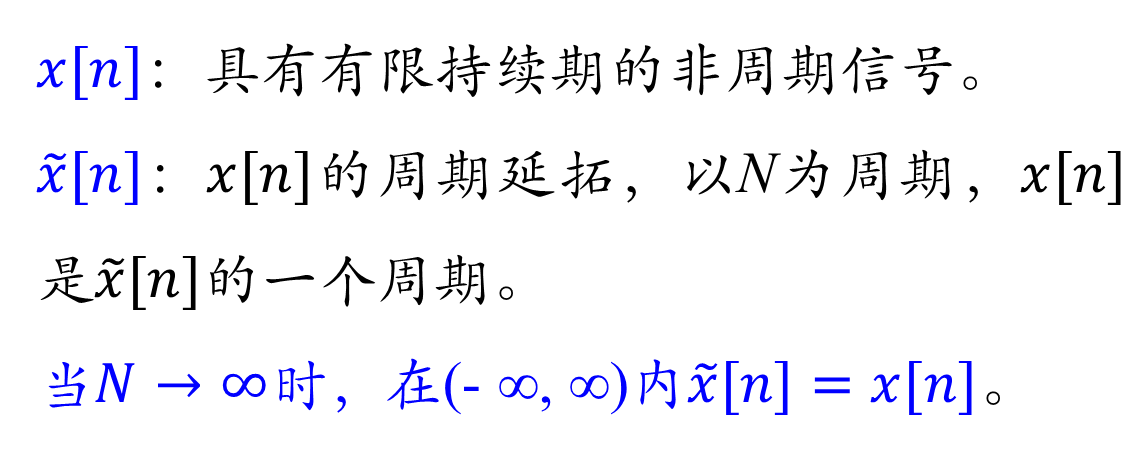 x[n]：具有有限持续期的非周期信号。
x̃[n]：x[n]的周期延拓，以N为周期，x[n]
是x̃[n]的一个周期。
当N → ∞时，在(- ∞, ∞)内x̃[n] = x[n]。